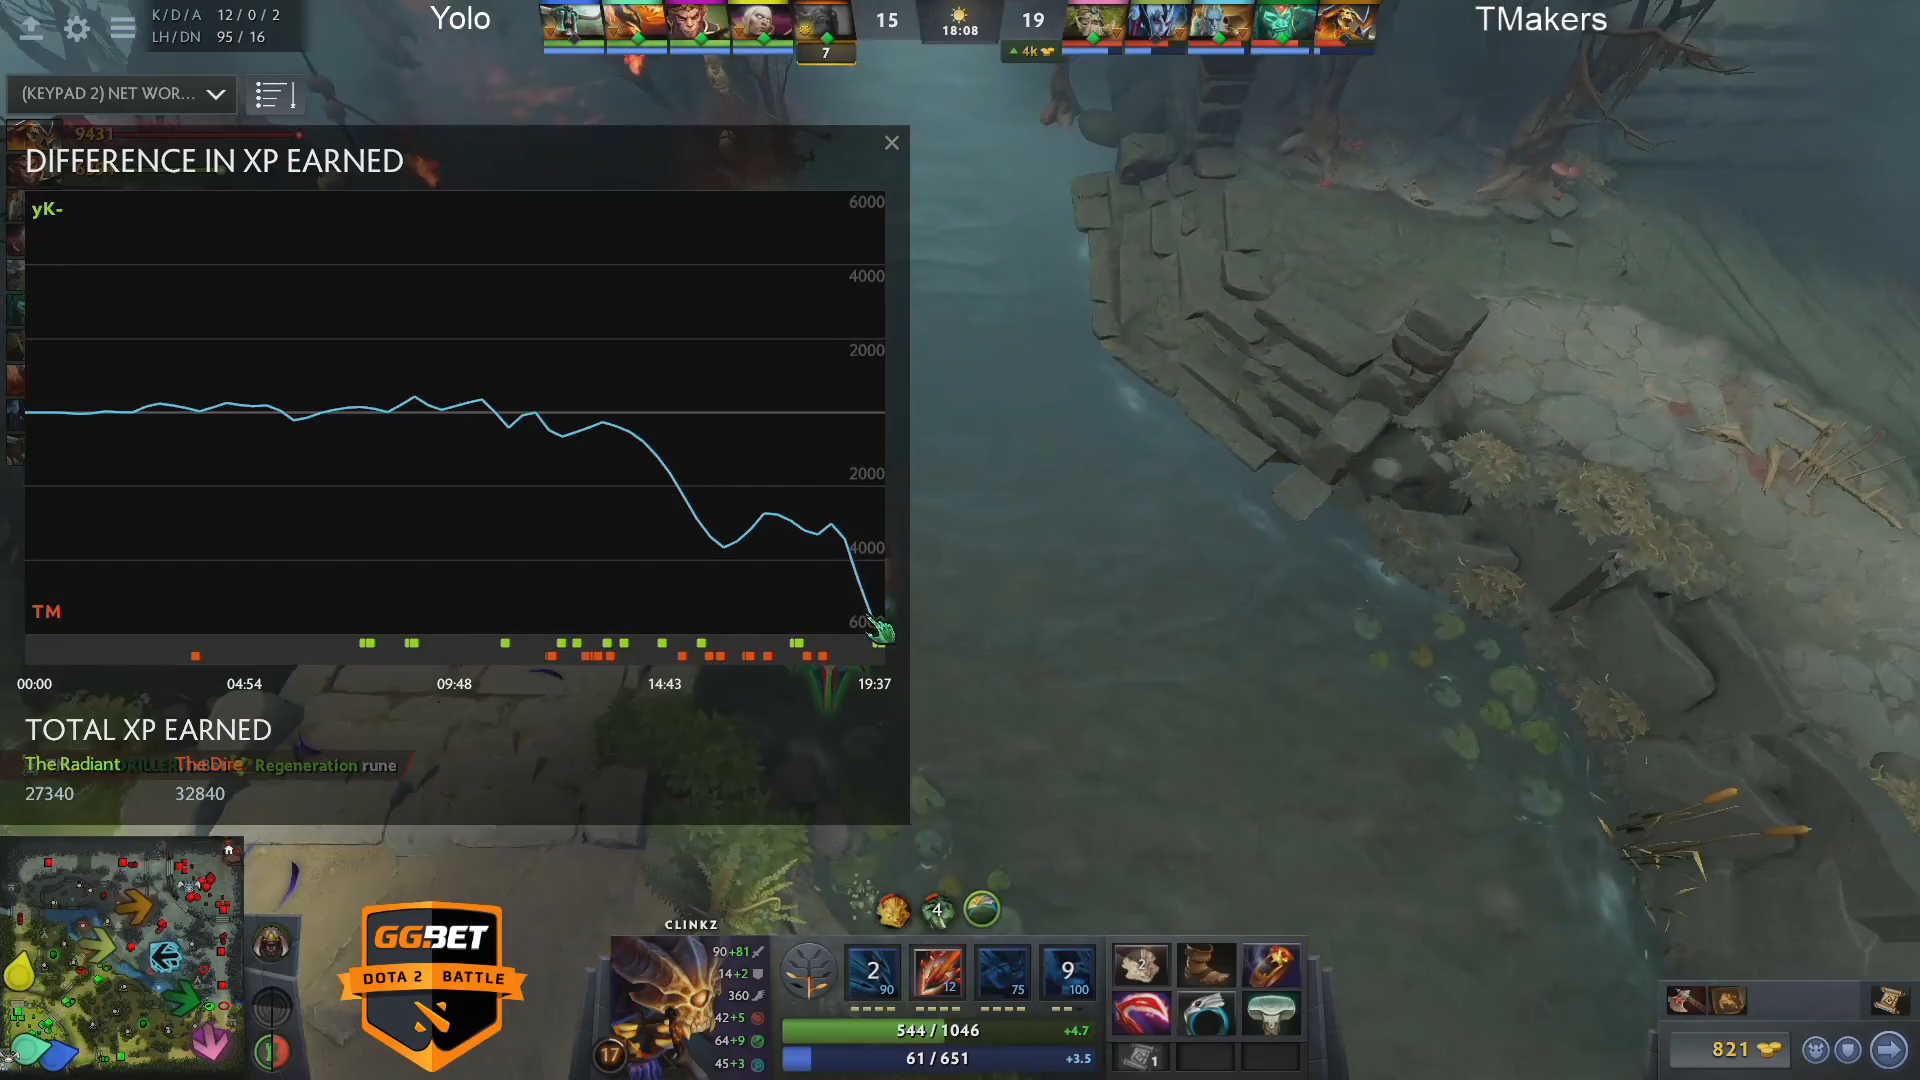 K/D/A 12/0/2
LH/DN 95/16
Yolo
15
18:08
19
TMakers
7
4k
(KEYPAD 2) NET WOR...
9431
DIFFERENCE IN XP EARNED
yK-
6000
4000
2000
2000
4000
TM
00:00
04:54
09:48
14:43
19:37
TOTAL XP EARNED
The Radiant
The Dire
Regeneration rune
27340
32840
GG.BET
DOTA 2 BATTLE
CLINKZ
90+81
14+2
360
42+5
64+9
45+3
17
4
2
90
12
75
9
100
544 / 1046
+4.7
61 / 651
+3.5
2
1
821